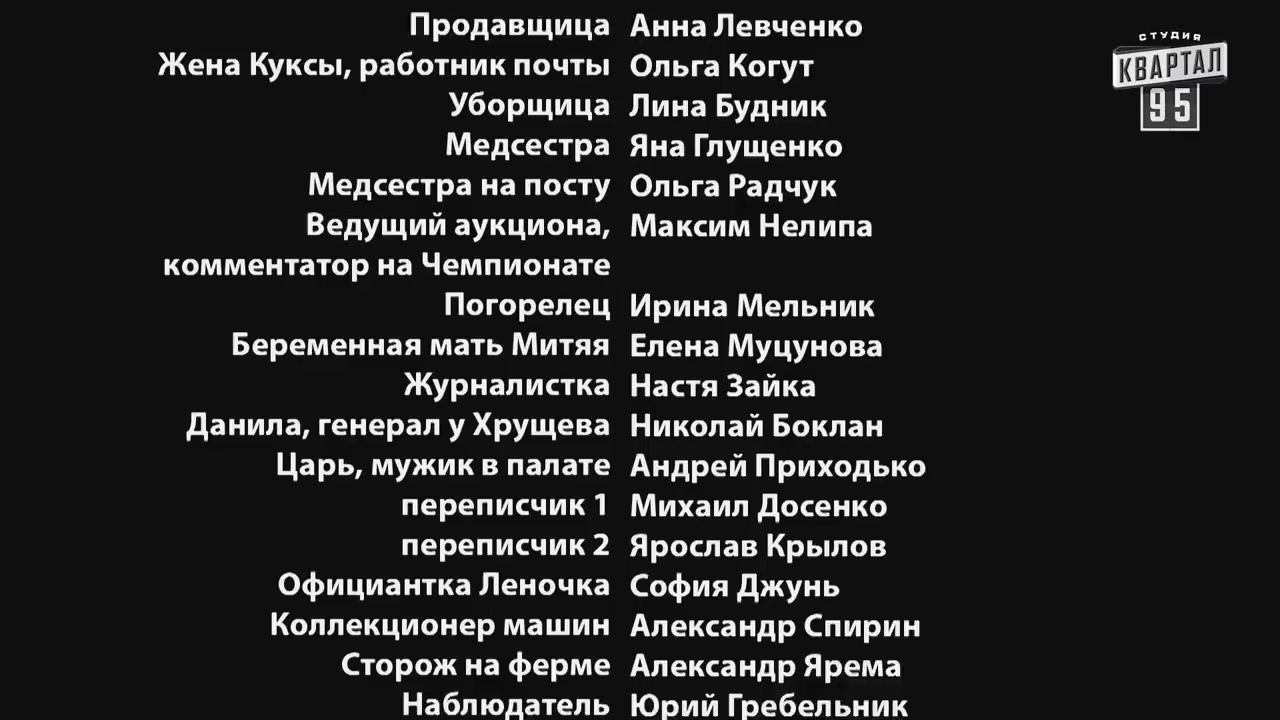 Продавщица Анна Левченко
Жена Куксы, работник почты Ольга Когут
Уборщица Лина Будник
Медсестра Яна Глущенко
Медсестра на посту Ольга Радчук
Ведущий аукциона, Максим Нелипа
комментатор на Чемпионате
Погорелец Ирина Мельник
Беременная мать Митяя Елена Муцунова
Журналистка Настя Зайка
Данила, генерал у Хрущева Николай Боклан
Царь, мужик в палате Андрей Приходько
переписчик 1 Михаил Досенко
переписчик 2 Ярослав Крылов
Официантка Леночка София Джунь
Коллекционер машин Александр Спирин
Сторож на ферме Александр Ярема
Наблюдатель Юрий Гребельник
СТУДИЯ
КВАРТАЛ
95